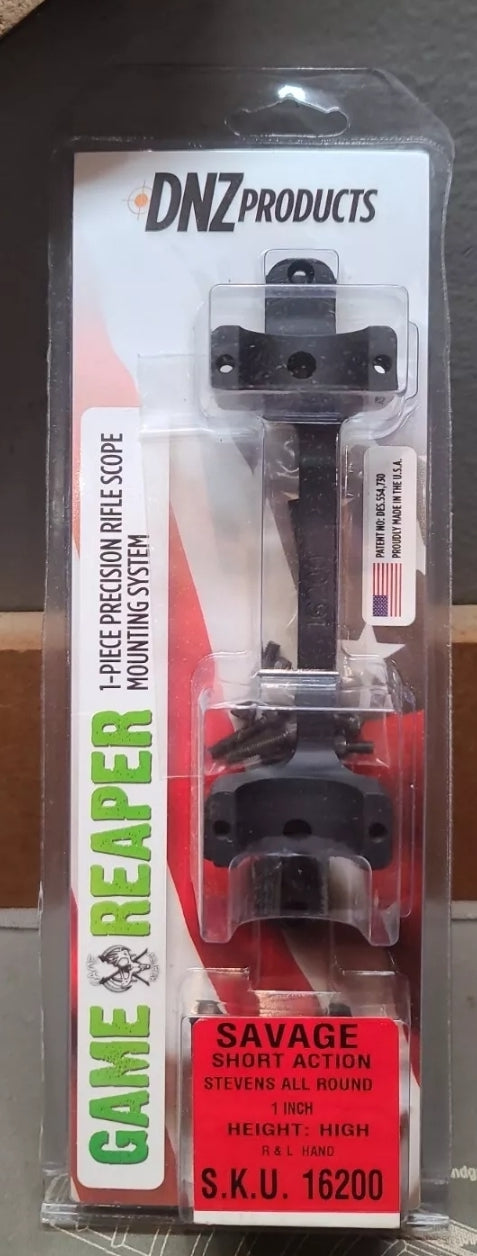 DNZ PRODUCTS
PATENT NO: DES.554,730
PROUDLY MADE IN THE U.S.A.
GAME REAPER
1-PIECE PRECISION RIFLE SCOPE
MOUNTING SYSTEM
SAVAGE
SHORT ACTION
STEVENS ALL ROUND
1 INCH
HEIGHT: HIGH
R & L HAND
S.K.U. 16200